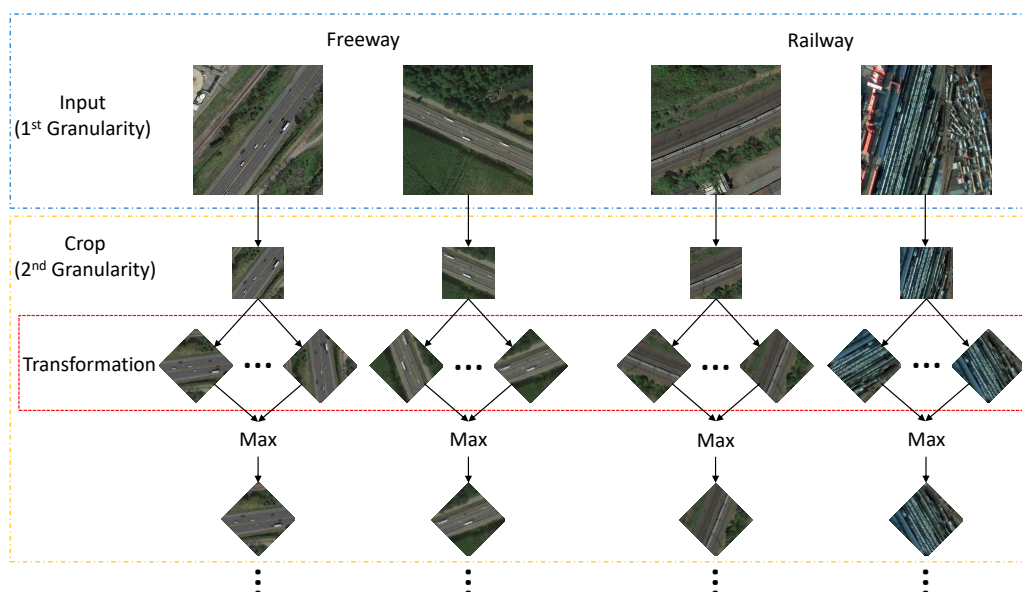 Freeway
Railway
Input
(1st Granularity)
Crop
(2nd Granularity)
Transformation
Max
Max
Max
Max